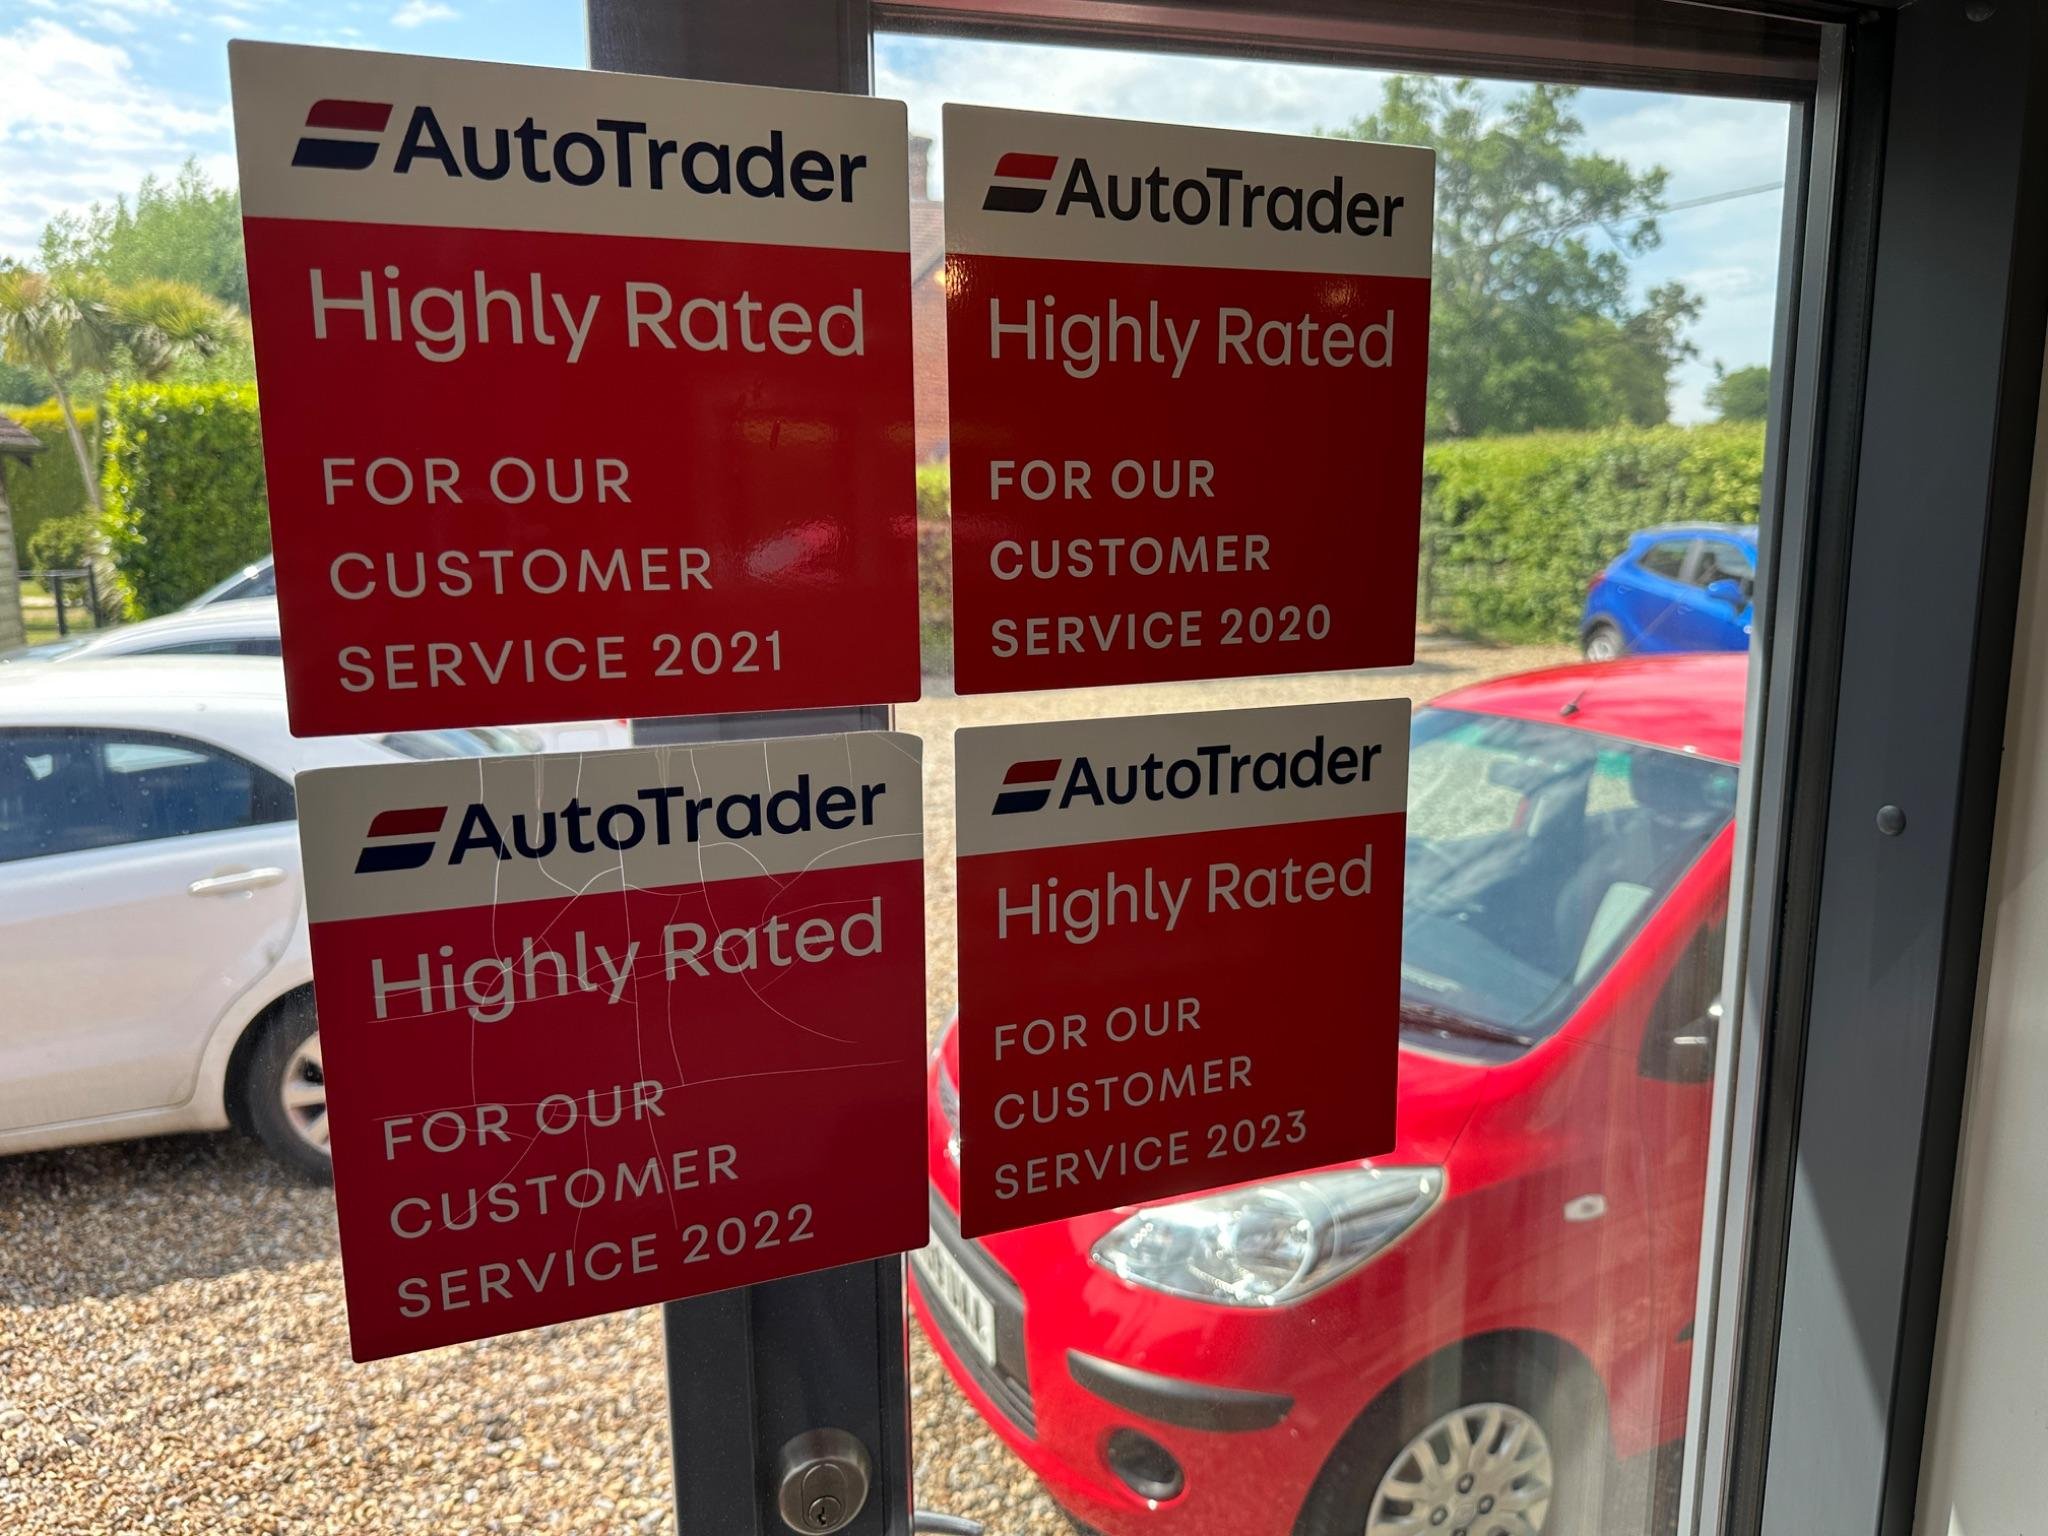 AutoTrader
Highly Rated
FOR OUR
CUSTOMER
SERVICE 2021
AutoTrader
Highly Rated
FOR OUR
CUSTOMER
SERVICE 2020
AutoTrader
Highly Rated
FOR OUR
CUSTOMER
SERVICE 2022
AutoTrader
Highly Rated
FOR OUR
CUSTOMER
SERVICE 2023